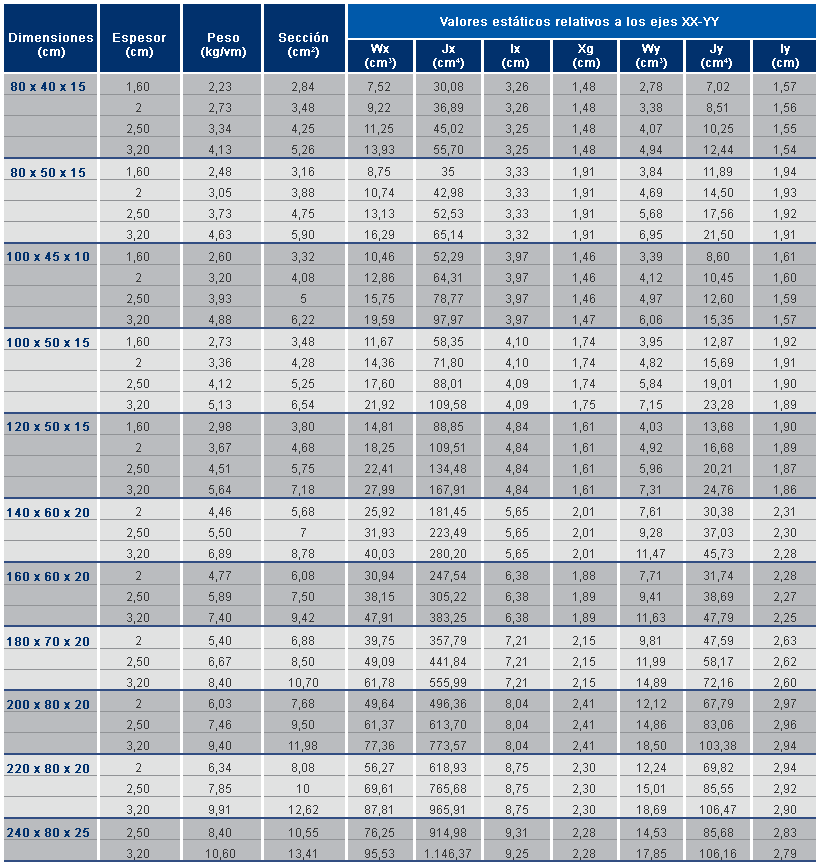 Dimensiones (cm) Espesor (cm) Peso (kg/vm) Sección (cm²) Valores estáticos relativos a los ejes XX-YY
Wx (cm³) Jx (cm⁴) Ix (cm) Xg (cm) Wy (cm³) Jy (cm⁴) Iy (cm)
80 x 40 x 15 1,60 2,23 2,84 7,52 30,08 3,26 1,48 2,78 7,02 1,57
2 2,73 3,48 9,22 36,89 3,26 1,48 3,38 8,51 1,56
2,50 3,34 4,25 11,25 45,02 3,25 1,48 4,07 10,25 1,55
3,20 4,13 5,26 13,93 55,70 3,25 1,48 4,94 12,44 1,54
80 x 50 x 15 1,60 2,48 3,16 8,75 35 3,33 1,91 3,84 11,89 1,94
2 3,05 3,88 10,74 42,98 3,33 1,91 4,69 14,50 1,93
2,50 3,73 4,75 13,13 52,53 3,33 1,91 5,68 17,56 1,92
3,20 4,63 5,90 16,29 65,14 3,32 1,91 6,95 21,50 1,91
100 x 45 x 10 1,60 2,60 3,32 10,46 52,29 3,97 1,46 3,39 8,60 1,61
2 3,20 4,08 12,86 64,31 3,97 1,46 4,12 10,45 1,60
2,50 3,93 5 15,75 78,77 3,97 1,46 4,97 12,60 1,59
3,20 4,88 6,22 19,59 97,97 3,97 1,47 6,06 15,35 1,57
100 x 50 x 15 1,60 2,73 3,48 11,67 58,35 4,10 1,74 3,95 12,87 1,92
2 3,36 4,28 14,36 71,80 4,10 1,74 4,82 15,69 1,91
2,50 4,12 5,25 17,60 88,01 4,09 1,74 5,84 19,01 1,90
3,20 5,13 6,54 21,92 109,58 4,09 1,75 7,15 23,28 1,89
120 x 50 x 15 1,60 2,98 3,80 14,81 88,85 4,84 1,61 4,03 13,68 1,90
2 3,67 4,68 18,25 109,51 4,84 1,61 4,92 16,68 1,89
2,50 4,51 5,75 22,41 134,48 4,84 1,61 5,96 20,21 1,87
3,20 5,64 7,18 27,99 167,91 4,84 1,61 7,31 24,76 1,86
140 x 60 x 20 2 4,46 5,68 25,92 181,45 5,65 2,01 7,61 30,38 2,31
2,50 5,50 7 31,93 223,49 5,65 2,01 9,28 37,03 2,30
3,20 6,89 8,78 40,03 280,20 5,65 2,01 11,47 45,73 2,28
160 x 60 x 20 2 4,77 6,08 30,94 247,54 6,38 1,88 7,71 31,74 2,28
2,50 5,89 7,50 38,15 305,22 6,38 1,89 9,41 38,69 2,27
3,20 7,40 9,42 47,91 383,25 6,38 1,89 11,63 47,79 2,25
180 x 70 x 20 2 5,40 6,88 39,75 357,79 7,21 2,15 9,81 47,59 2,63
2,50 6,67 8,50 49,09 441,84 7,21 2,15 11,99 58,17 2,62
3,20 8,40 10,70 61,78 555,99 7,21 2,15 14,89 72,16 2,60
200 x 80 x 20 2 6,03 7,68 49,64 496,36 8,04 2,41 12,12 67,79 2,97
2,50 7,46 9,50 61,37 613,70 8,04 2,41 14,86 83,06 2,96
3,20 9,40 11,98 77,36 773,57 8,04 2,41 18,50 103,38 2,94
220 x 80 x 20 2 6,34 8,08 56,27 618,93 8,75 2,30 12,24 69,82 2,94
2,50 7,85 10 69,61 765,68 8,75 2,30 15,01 85,55 2,92
3,20 9,91 12,62 87,81 965,91 8,75 2,30 18,69 106,47 2,90
240 x 80 x 25 2,50 8,40 10,55 76,25 914,98 9,31 2,28 14,53 85,68 2,83
3,20 10,60 13,41 95,53 1.146,37 9,25 2,28 17,85 106,16 2,79